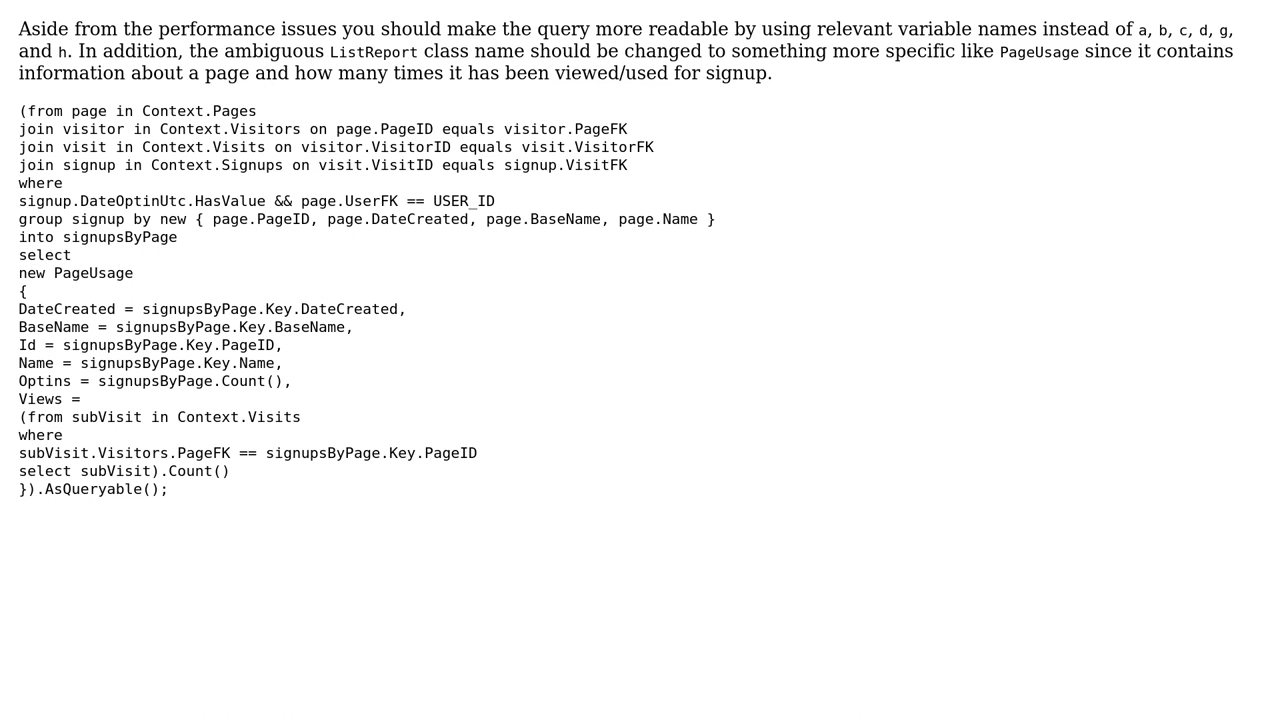 Aside from the performance issues you should make the query more readable by using relevant variable names instead of a, b, c, d, g,
and h. In addition, the ambiguous ListReport class name should be changed to something more specific like PageUsage since it contains
information about a page and how many times it has been viewed/used for signup.
(from page in Context.Pages
join visitor in Context.Visitors on page.PageID equals visitor.PageFK
join visit in Context.Visits on visitor.VisitorID equals visit.VisitorFK
join signup in Context.Signups on visit.VisitID equals signup.VisitFK
where
signup.DateOptinUtc.HasValue && page.UserFK == USER_ID
group signup by new { page.PageID, page.DateCreated, page.BaseName, page.Name }
into signupsByPage
select
new PageUsage
{
DateCreated = signupsByPage.Key.DateCreated,
BaseName = signupsByPage.Key.BaseName,
Id = signupsByPage.Key.PageID,
Name = signupsByPage.Key.Name,
Optins = signupsByPage.Count(),
Views =
(from subVisit in Context.Visits
where
subVisit.Visitors.PageFK == signupsByPage.Key.PageID
select subVisit).Count()
}).AsQueryable();